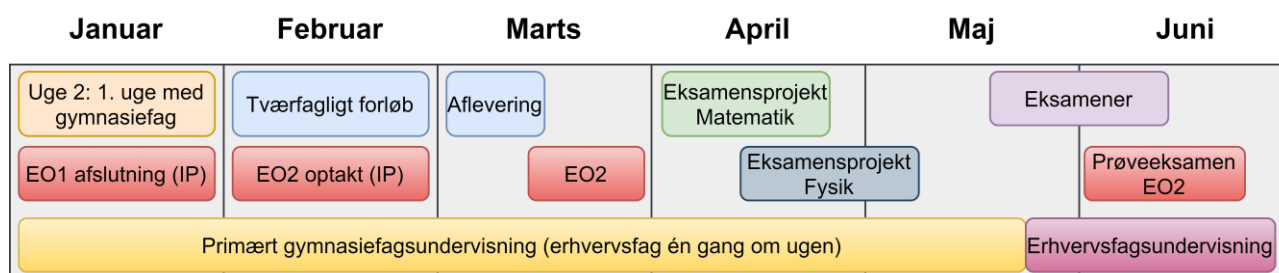 Januar
Februar
Marts
April
Maj
Juni
Uge 2: 1. uge med
gymnasiefag
Tværfagligt forløb
Aflevering
Eksamensprojekt
Matematik
Eksamener
EO1 afslutning (IP)
EO2 optakt (IP)
EO2
Eksamensprojekt
Fysik
Prøveeksamen
EO2
Primært gymnasiefagsundervisning (erhvervsfag én gang om ugen)
Erhvervsfagsundervisning